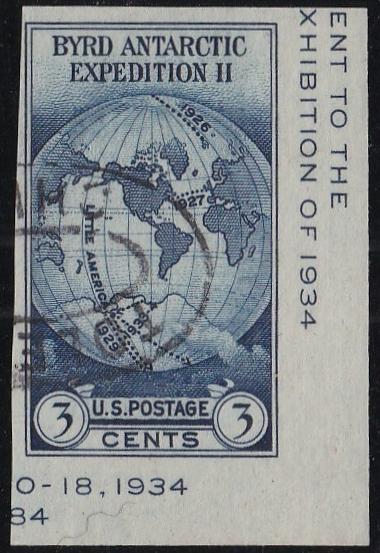 BYRD ANTARCTIC
EXPEDITION II
1926
1927
LITTLE AMERICA
1929
3 U.S.POSTAGE 3
CENTS
ENT TO THE
XHIBITION OF 1934
0-18, 1934
84